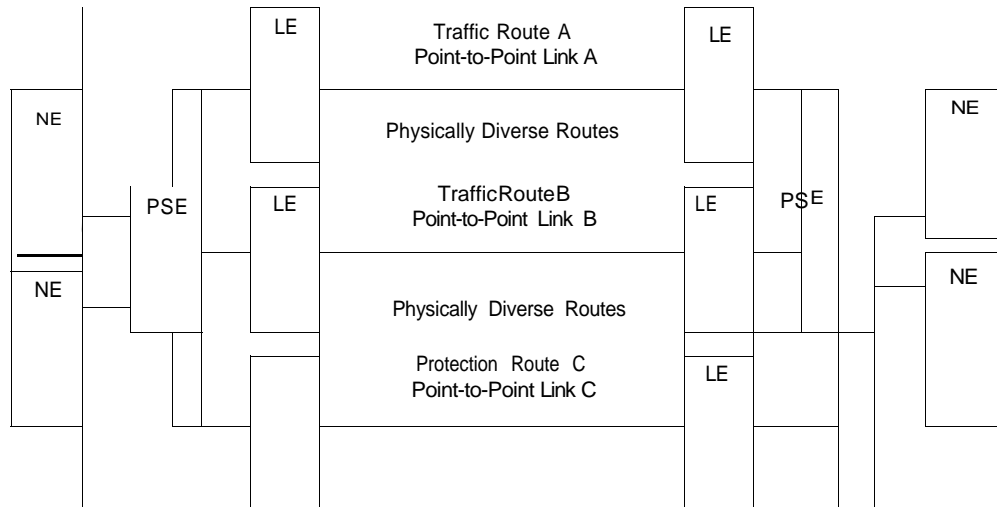 LE
Traffic Route A
LE
Point-to-Point Link A
NE
NE
Physically Diverse Routes
PSE
LE
TrafficRouteB
LE
PSE
Point-to-Point Link B
NE
NE
Physically Diverse Routes
Protection Route C
LE
Point-to-Point Link C